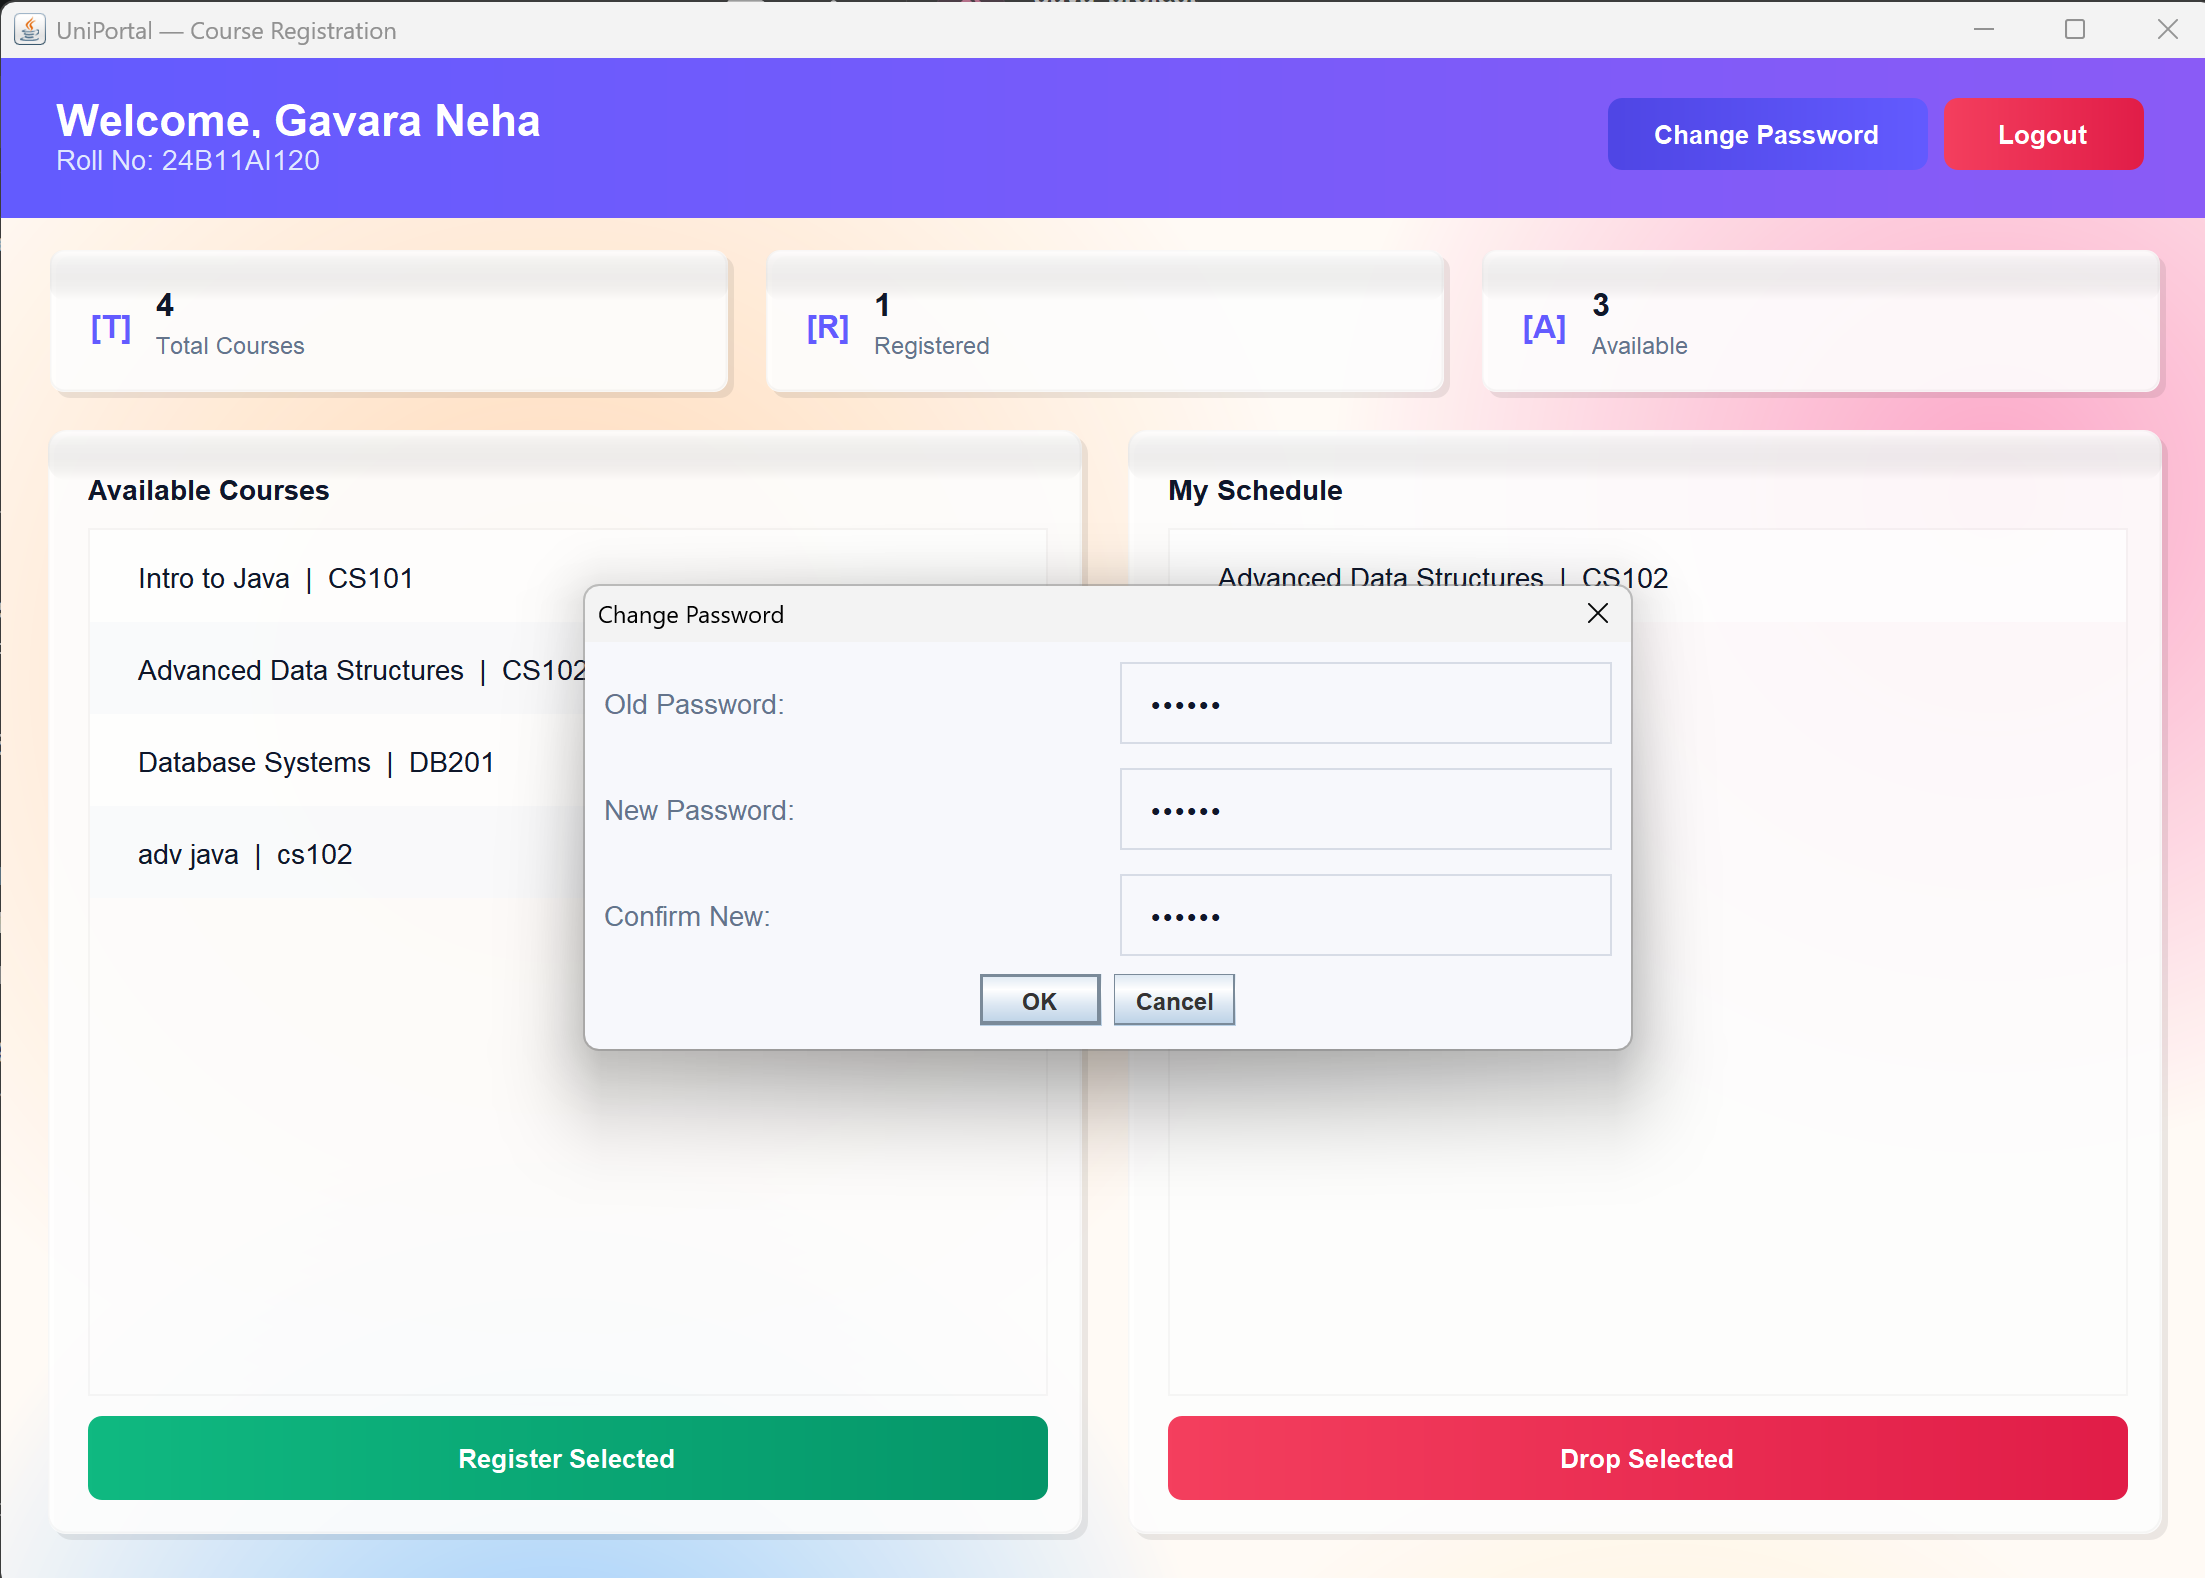 UniPortal — Course Registration
Welcome, Gavara Neha
Roll No: 24B11AI120
Change Password
Logout
[T]
4
Total Courses
[R]
1
Registered
[A]
3
Available
Available Courses
Intro to Java | CS101
Advanced Data Structures | CS102
Database Systems | DB201
adv java | cs102
Register Selected
My Schedule
Advanced Data Structures | CS102
Drop Selected
Change Password
Old Password: ••••••
New Password: ••••••
Confirm New: ••••••
OK
Cancel